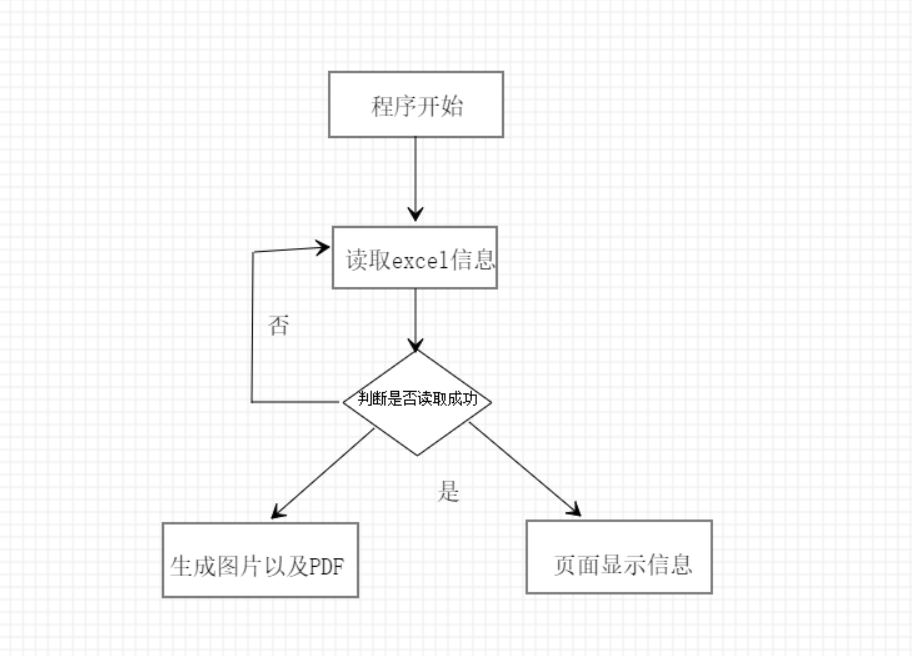 程序开始
读取excel信息
否
判断是否读取成功
是
生成图片以及PDF
页面显示信息